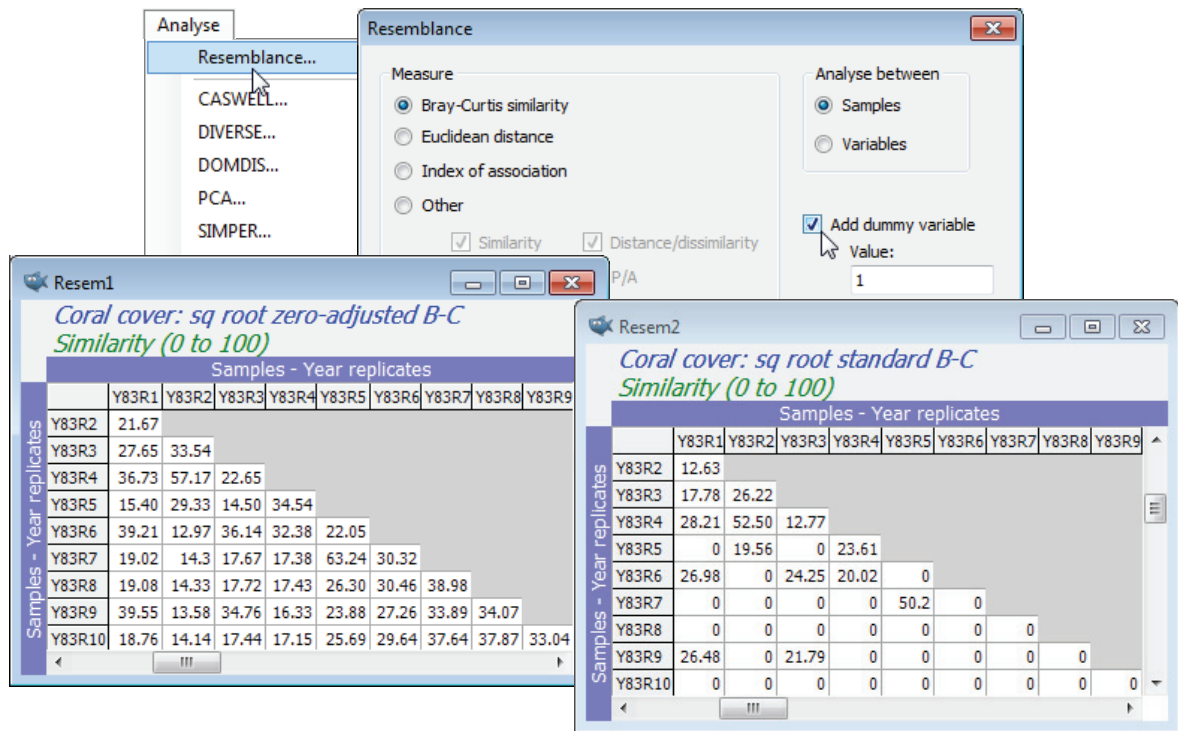 Analyse
Resemblance...
CASWELL...
DIVERSE...
DOMDIS...
PCA...
SIMPER...
Resemblance
Measure
Bray-Curtis similarity
Euclidean distance
Index of association
Other
Similarity Distance/dissimilarity
P/A
Analyse between
Samples
Variables
Add dummy variable
Value:
1
Resem1
Coral cover: sq root zero-adjusted B-C
Similarity (0 to 100)
Samples - Year replicates
Samples - Year replicates
Y83R1 Y83R2 Y83R3 Y83R4 Y83R5 Y83R6 Y83R7 Y83R8 Y83R9
Y83R2 21.67
Y83R3 27.65 33.54
Y83R4 36.73 57.17 22.65
Y83R5 15.40 29.33 14.50 34.54
Y83R6 39.21 12.97 36.14 32.38 22.05
Y83R7 19.02 14.3 17.67 17.38 63.24 30.32
Y83R8 19.08 14.33 17.72 17.43 26.30 30.46 38.98
Y83R9 39.55 13.58 34.76 16.33 23.88 27.26 33.89 34.07
Y83R10 18.76 14.14 17.44 17.15 25.69 29.64 37.64 37.87 33.04
Resem2
Coral cover: sq root standard B-C
Similarity (0 to 100)
Samples - Year replicates
Samples - Year replicates
Y83R1 Y83R2 Y83R3 Y83R4 Y83R5 Y83R6 Y83R7 Y83R8 Y83R9
Y83R2 12.63
Y83R3 17.78 26.22
Y83R4 28.21 52.50 12.77
Y83R5 0 19.56 0 23.61
Y83R6 26.98 0 24.25 20.02 0
Y83R7 0 0 0 0 50.2 0
Y83R8 0 0 0 0 0 0 0
Y83R9 26.48 0 21.79 0 0 0 0 0
Y83R10 0 0 0 0 0 0 0 0 0